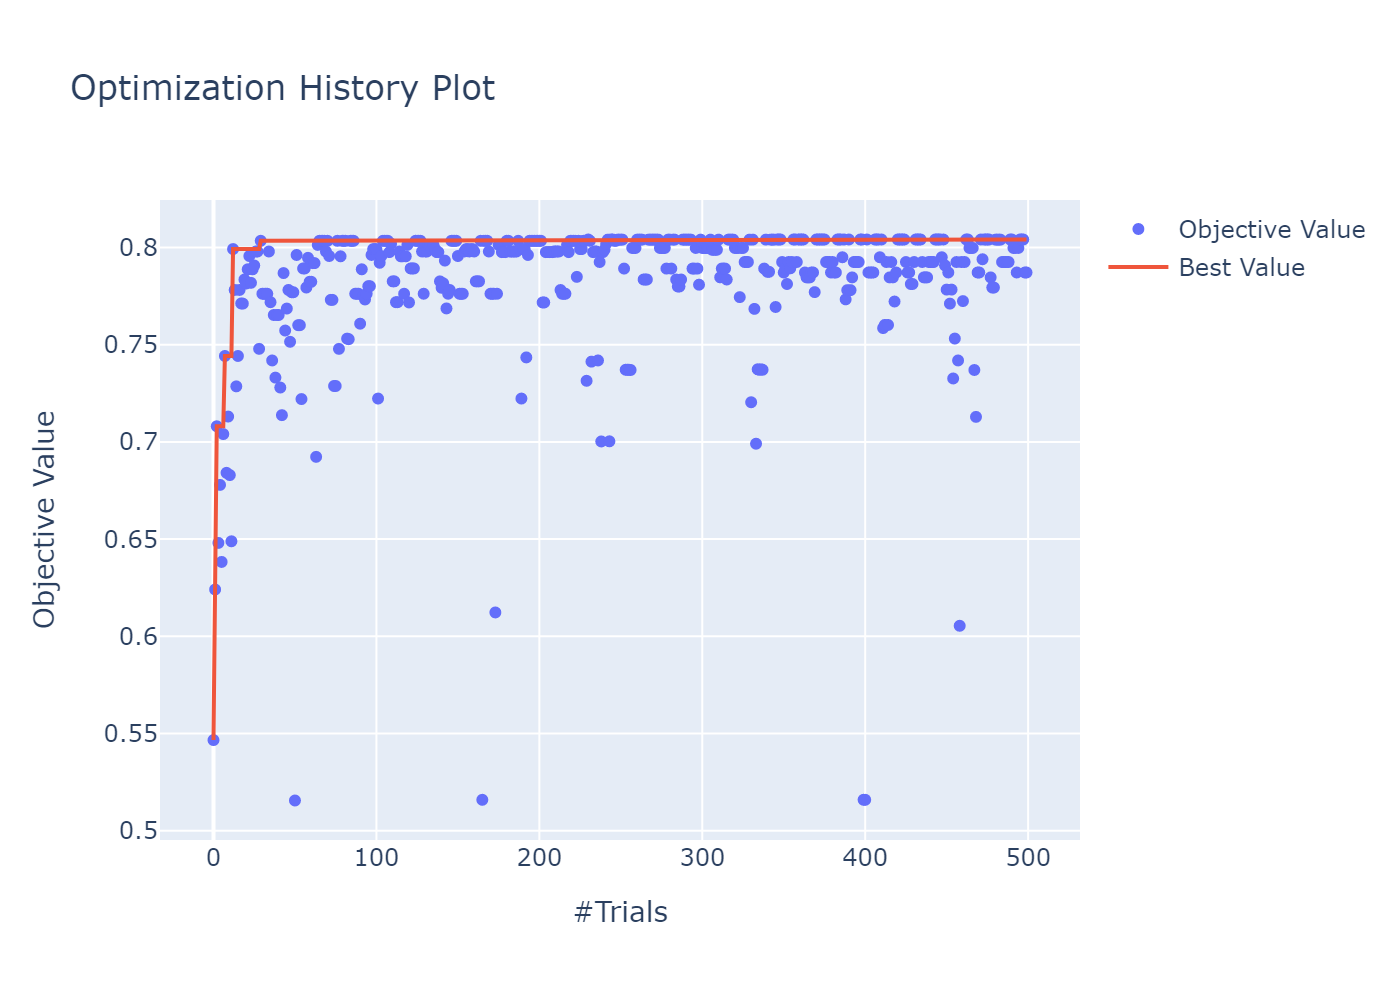 Optimization History Plot
Objective Value
Best Value
0.8
0.75
0.7
0.65
0.6
0.55
0.5
Objective Value
0 100 200 300 400 500
#Trials